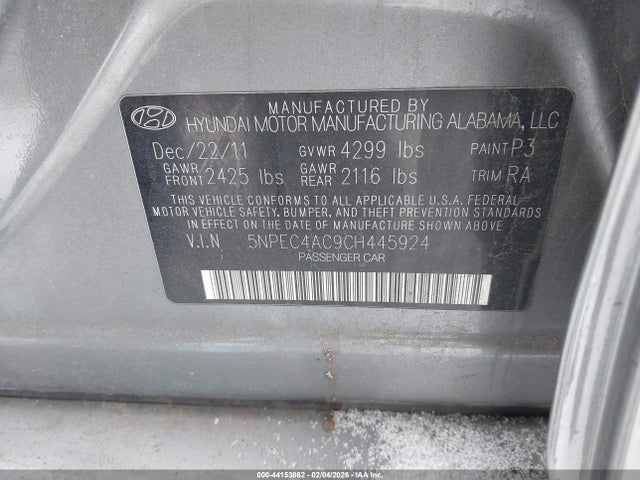 MANUFACTURED BY
HYUNDAI MOTOR MANUFACTURING ALABAMA, LLC
Dec/22/11 GVWR 4299 lbs PAINT P3
GAWR FRONT 2425 lbs GAWR REAR 2116 lbs TRIM RA
THIS VEHICLE CONFORMS TO ALL APPLICABLE U.S.A. FEDERAL
MOTOR VEHICLE SAFETY, BUMPER, AND THEFT PREVENTION STANDARDS
IN EFFECT ON THE DATE OF MANUFACTURE SHOWN ABOVE
V.I.N 5NPEC4AC9CH445924
PASSENGER CAR
000-44153862 - 02/04/2026 - IAA Inc.